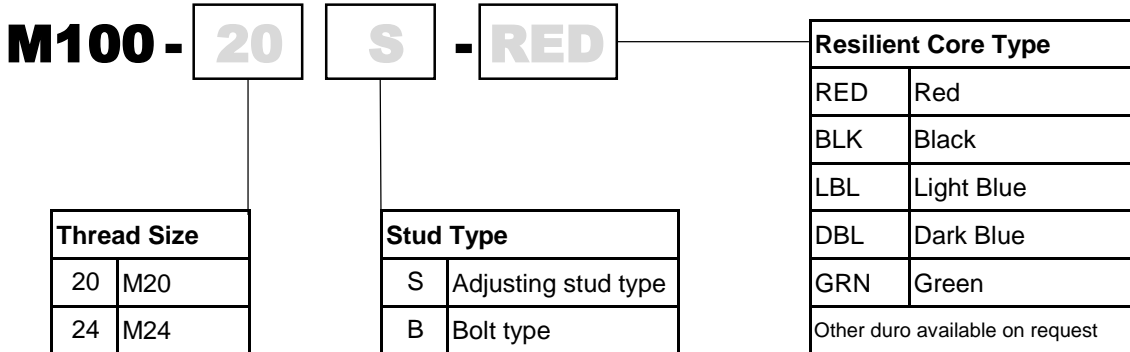 M100 - 20 S - RED
Resilient Core Type
RED Red
BLK Black
LBL Light Blue
DBL Dark Blue
GRN Green
Other duro available on request
Thread Size
20 M20
24 M24
Stud Type
S Adjusting stud type
B Bolt type